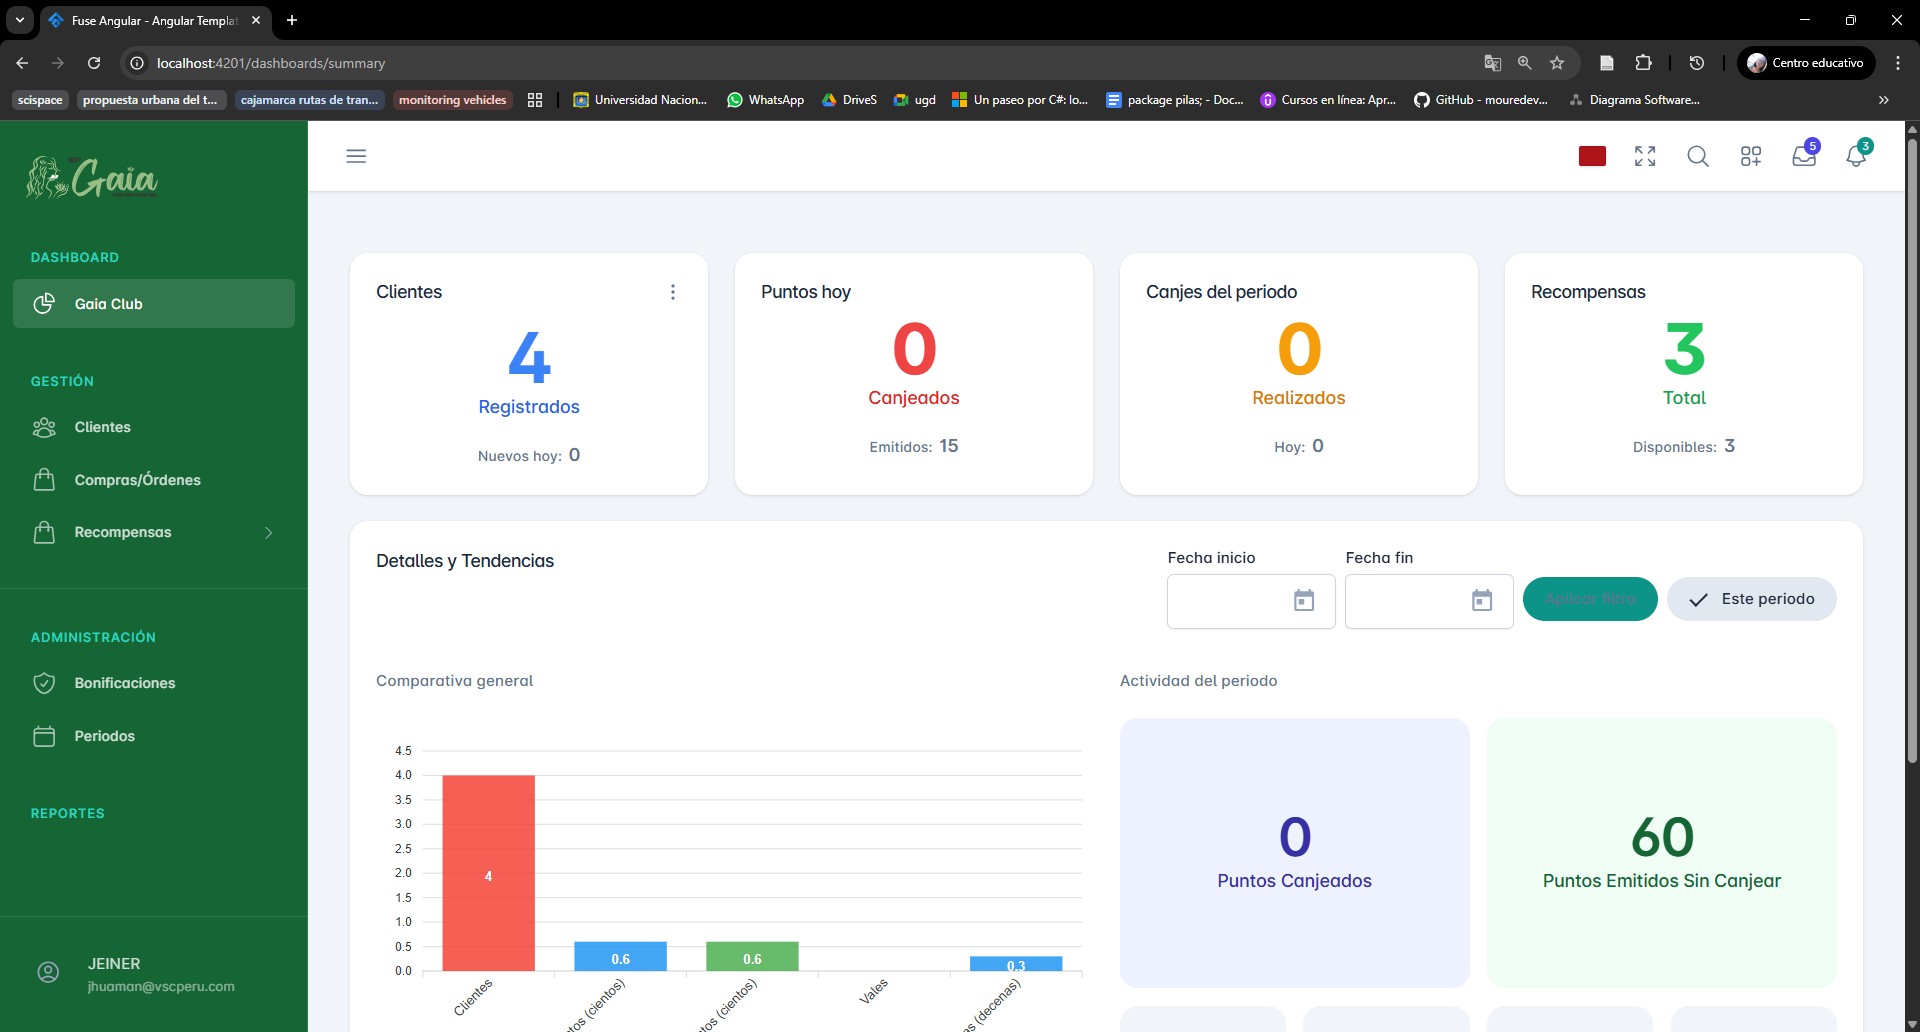 Fuse Angular - Angular Templat
localhost:4201/dashboards/summary
Centro educativo
scispace
propuesta urbana del t...
cajamarca rutas de tran...
monitoring vehicles
Universidad Nacion...
WhatsApp
DriveS
ugd
Un paseo por C#: lo...
package pilas; - Doc...
Cursos en línea: Apr...
GitHub - mouredev...
Diagrama Software...
Gaia
5
3
DASHBOARD
Gaia Club
GESTIÓN
Clientes
Compras/Órdenes
Recompensas
ADMINISTRACIÓN
Bonificaciones
Periodos
REPORTES
JEINER
jhuaman@vscperu.com
Clientes
4
Registrados
Nuevos hoy: 0
Puntos hoy
0
Canjeados
Emitidos: 15
Canjes del periodo
0
Realizados
Hoy: 0
Recompensas
3
Total
Disponibles: 3
Detalles y Tendencias
Fecha inicio
Fecha fin
Aplicar filtro
Este periodo
Comparativa general
4.5
4.0
3.5
3.0
2.5
2.0
1.5
1.0
0.5
0.0
4
0.6
0.6
0.3
Clientes
(cientos)
(cientos)
Vales
(decenas)
Actividad del periodo
0
Puntos Canjeados
60
Puntos Emitidos Sin Canjear